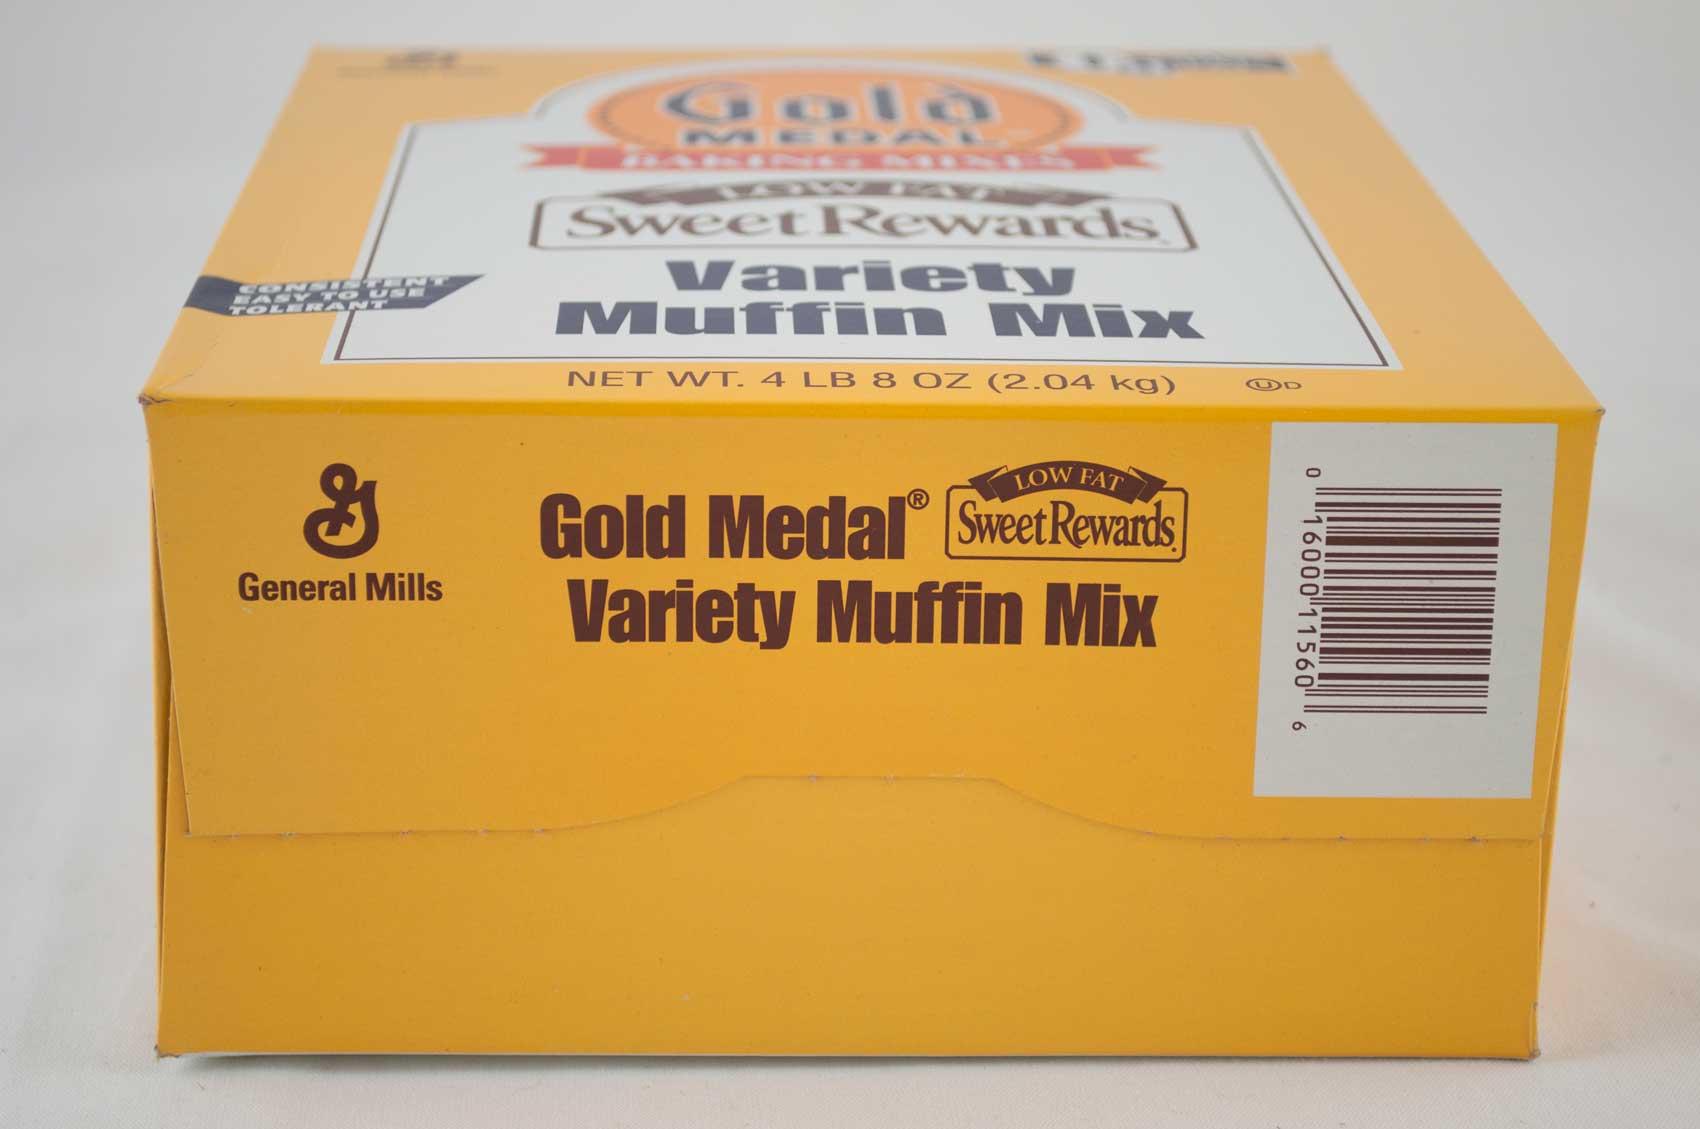 Gold
MEDAL
BAKING MIXES
LOW FAT
Sweet Rewards®
Variety
Muffin Mix
CONSISTENT
EASY TO USE
TOLERANT
NET WT. 4 LB 8 OZ (2.04 kg)
U D
General Mills
Gold Medal®
LOW FAT
Sweet Rewards®
Variety Muffin Mix
0 16000 11560 6